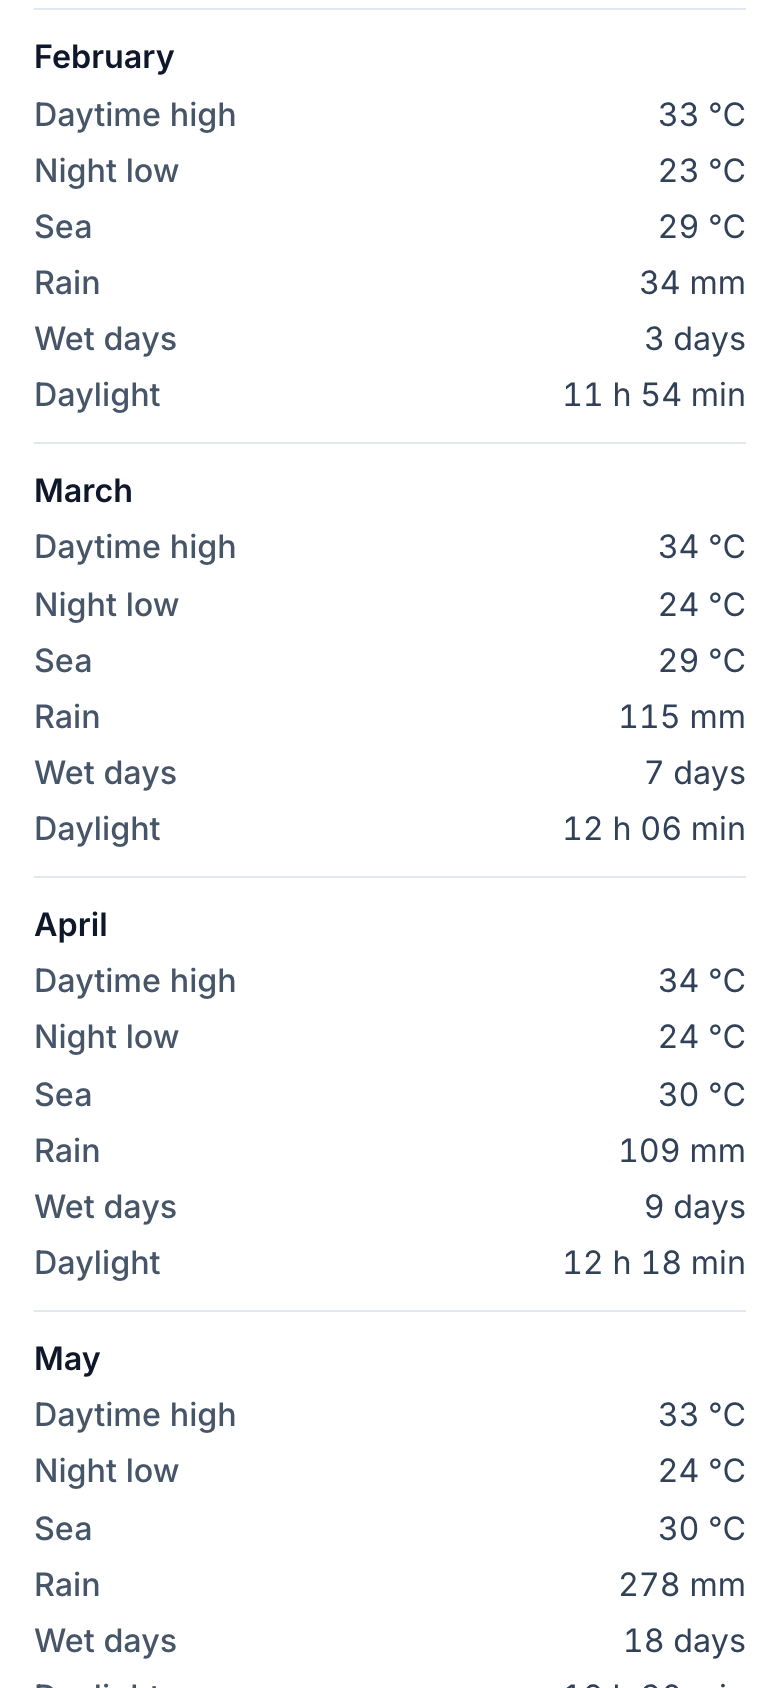 February
Daytime high 33 °C
Night low 23 °C
Sea 29 °C
Rain 34 mm
Wet days 3 days
Daylight 11 h 54 min
March
Daytime high 34 °C
Night low 24 °C
Sea 29 °C
Rain 115 mm
Wet days 7 days
Daylight 12 h 06 min
April
Daytime high 34 °C
Night low 24 °C
Sea 30 °C
Rain 109 mm
Wet days 9 days
Daylight 12 h 18 min
May
Daytime high 33 °C
Night low 24 °C
Sea 30 °C
Rain 278 mm
Wet days 18 days